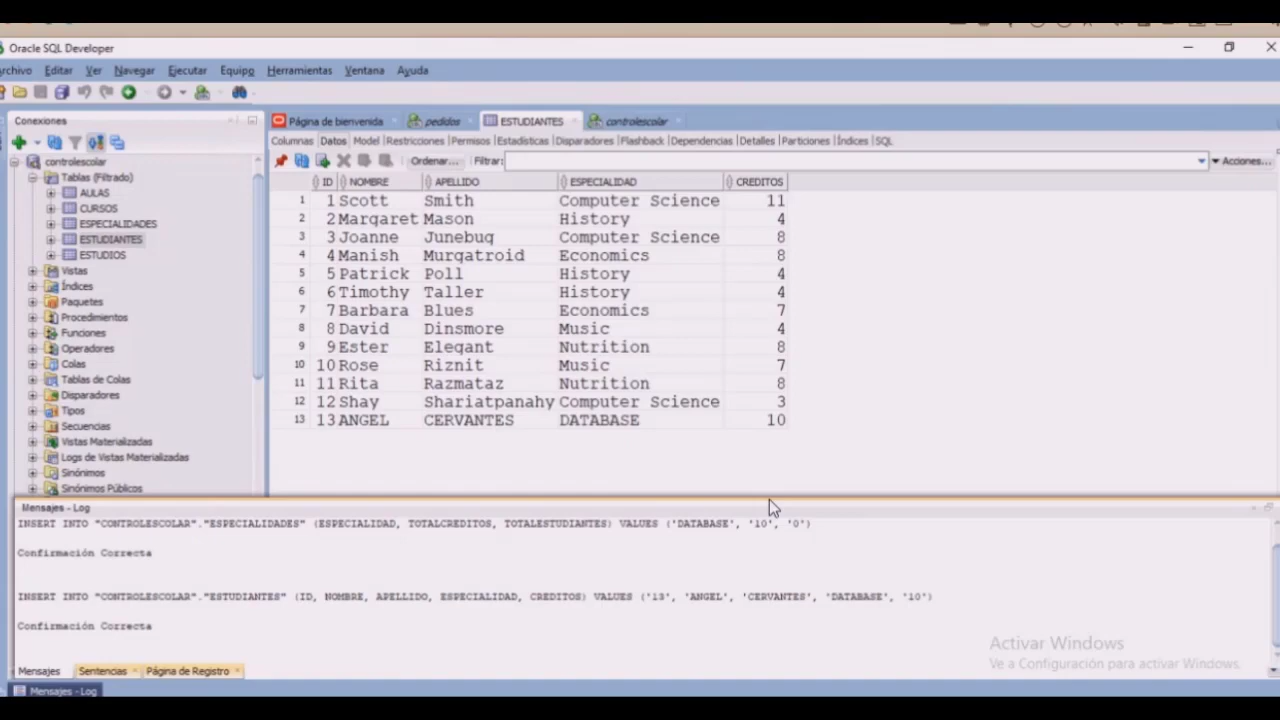 Oracle SQL Developer
Archivo Editar Ver Navegar Ejecutar Equipo Herramientas Ventana Ayuda
Conexiones
Página de bienvenida pedidos ESTUDIANTES controlescolar
Columnas Datos Model Restricciones Permisos Estadísticas Disparadores Flashback Dependencias Detalles Particiones Índices SQL
Ordenar... Filtrar: Acciones...
controlescolar
Tablas (Filtrado)
AULAS
CURSOS
ESPECIALIDADES
ESTUDIANTES
ESTUDIOS
Vistas
Índices
Paquetes
Procedimientos
Funciones
Operadores
Colas
Tablas de Colas
Disparadores
Tipos
Secuencias
Vistas Materializadas
Logs de Vistas Materializadas
Sinónimos
Sinónimos Públicos
ID NOMBRE APELLIDO ESPECIALIDAD CREDITOS
1 1 Scott Smith Computer Science 11
2 2 Margaret Mason History 4
3 3 Joanne Junebug Computer Science 8
4 4 Manish Murgatroid Economics 8
5 5 Patrick Poll History 4
6 6 Timothy Taller History 4
7 7 Barbara Blues Economics 7
8 8 David Dinsmore Music 4
9 9 Ester Elegant Nutrition 8
10 10 Rose Riznit Music 7
11 11 Rita Razmataz Nutrition 8
12 12 Shay Shariatpanahy Computer Science 3
13 13 ANGEL CERVANTES DATABASE 10
Mensajes - Log
INSERT INTO "CONTROLESCOLAR"."ESPECIALIDADES" (ESPECIALIDAD, TOTALCREDITOS, TOTALESTUDIANTES) VALUES ('DATABASE', '10', '0')
Confirmación Correcta
INSERT INTO "CONTROLESCOLAR"."ESTUDIANTES" (ID, NOMBRE, APELLIDO, ESPECIALIDAD, CREDITOS) VALUES ('13', 'ANGEL', 'CERVANTES', 'DATABASE', '10')
Confirmación Correcta
Activar Windows
Ve a Configuración para activar Windows.
Mensajes Sentencias Página de Registro
Mensajes - Log